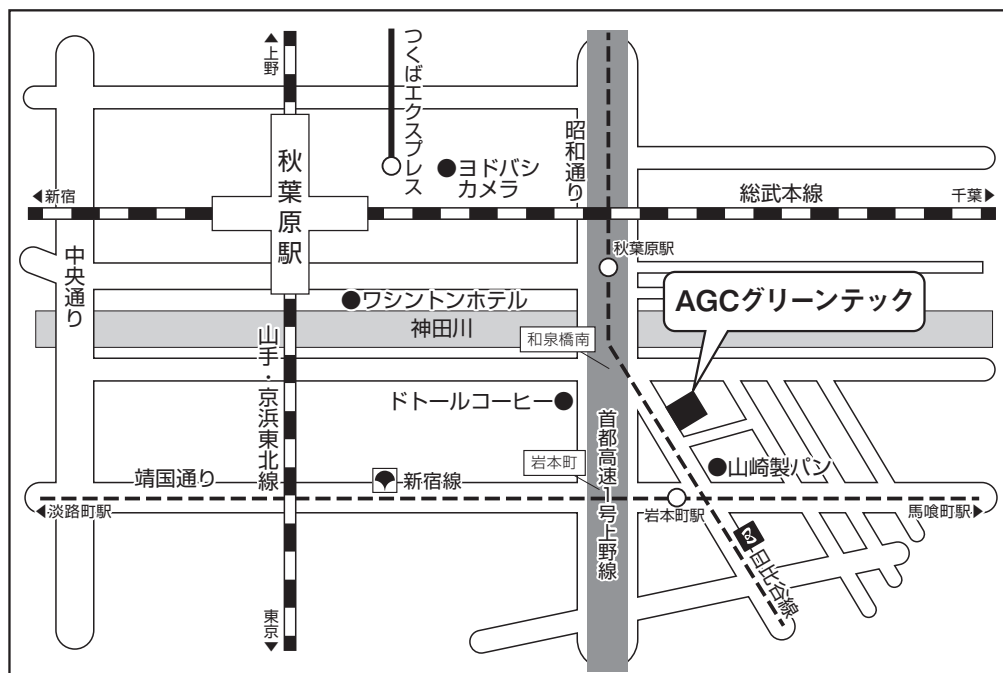 ▲上野
つくばエクスプレス
昭和通り
●ヨドバシ
カメラ
秋葉原駅
◀新宿
総武本線
千葉▶
中央通り
秋葉原駅
●ワシントンホテル
AGCグリーンテック
神田川
和泉橋南
山手・京浜東北線
ドトールコーヒー●
首都高速1号上野線
岩本町
●山崎製パン
靖国通り
新宿線
◀淡路町駅
岩本町駅
馬喰町駅▶
日比谷線
東京▼